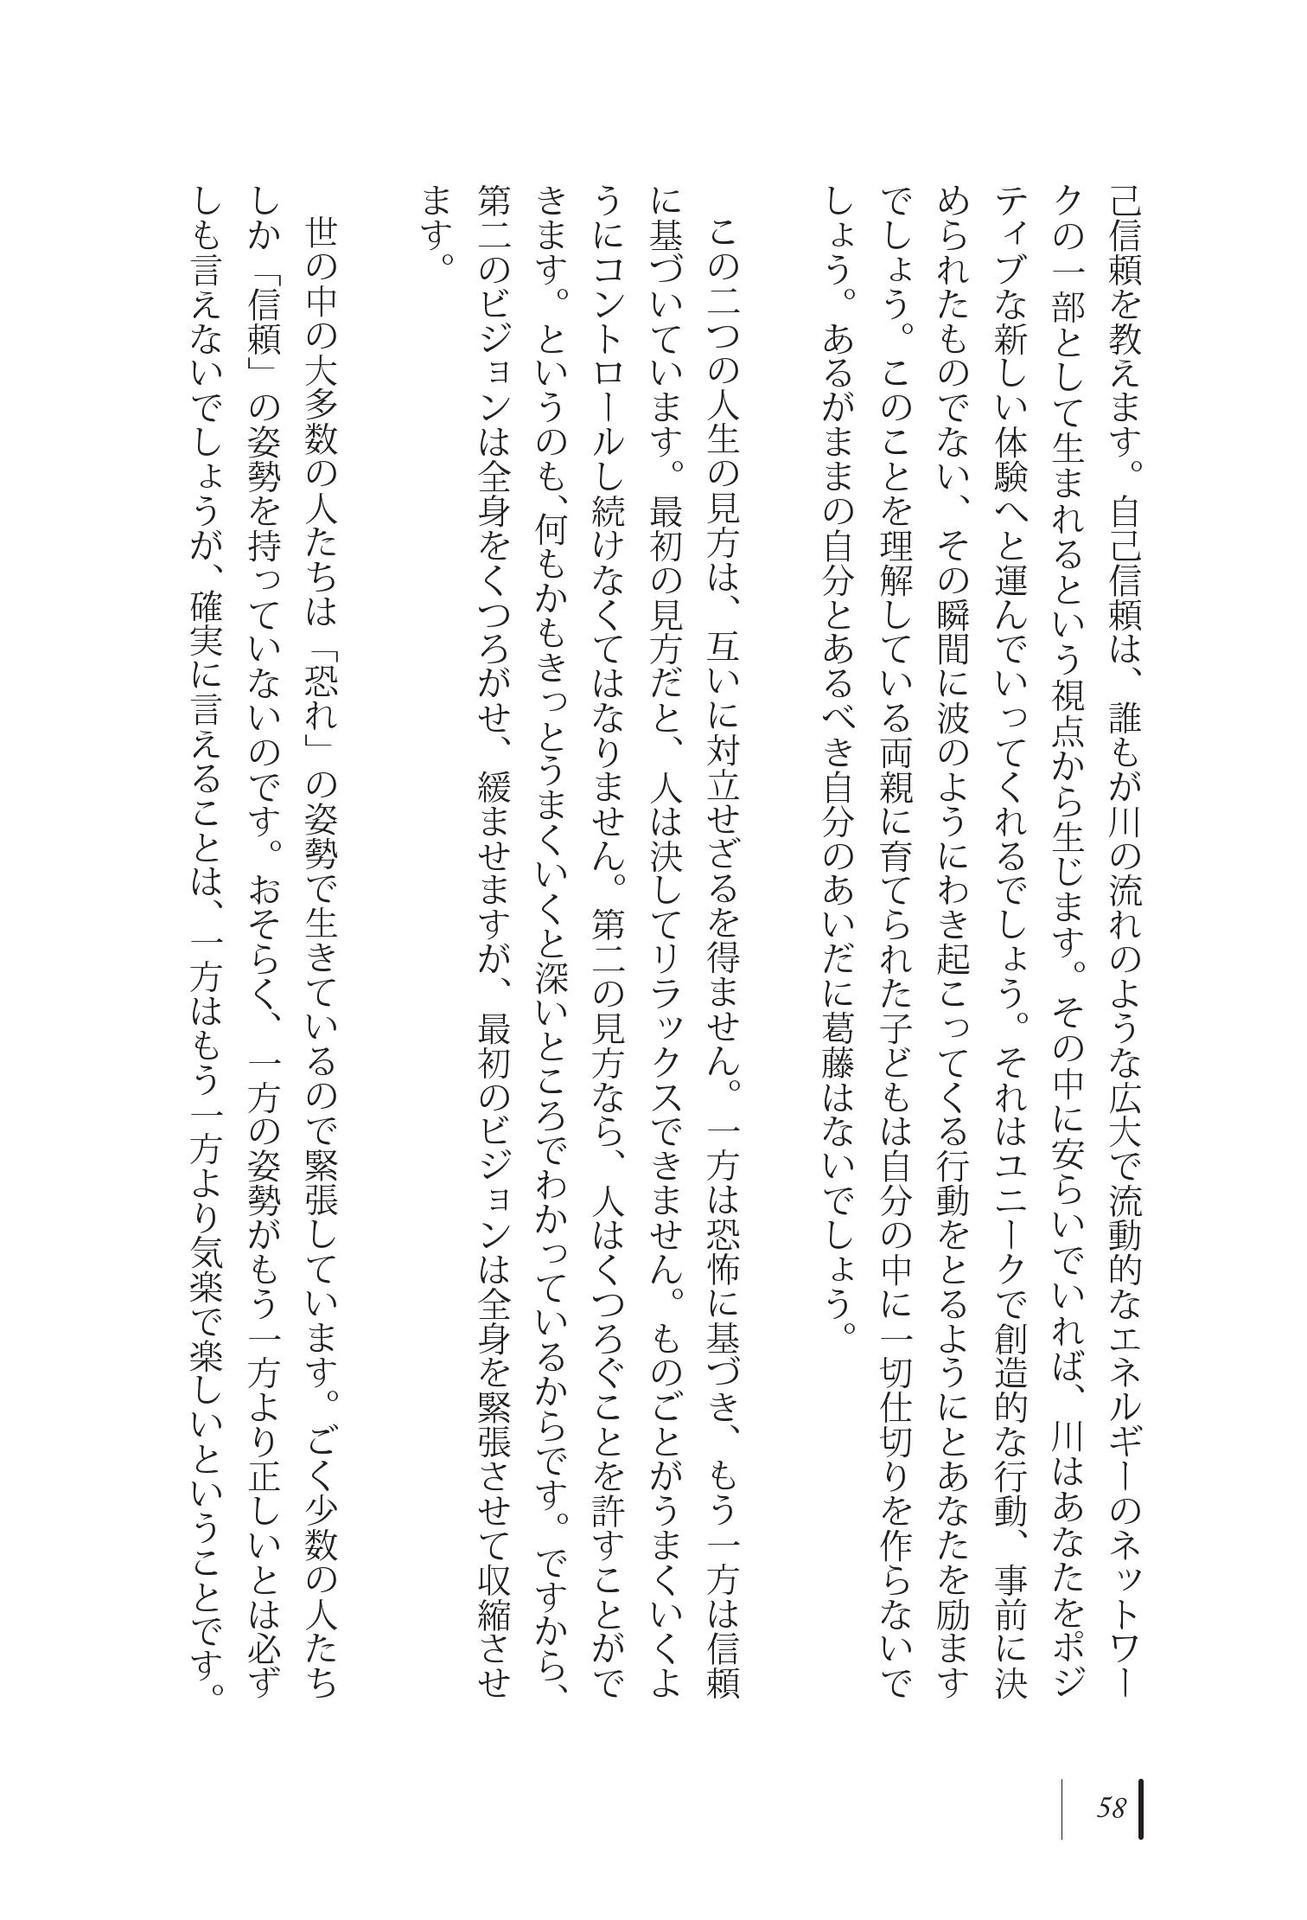 己信頼を教えます。自己信頼は、誰もが川の流れのような広大で流動的なエネルギーのネットワー
クの一部として生まれるという視点から生じます。その中に安らいでいれば、川はあなたをポジ
ティブな新しい体験へと運んでいってくれるでしょう。それはユニークで創造的な行動、事前に決
められたものでない、その瞬間に波のようにわき起こってくる行動をとるようにとあなたを励ます
でしょう。このことを理解している両親に育てられた子どもは自分の中に一切仕切りを作らないで
しょう。あるがままの自分とあるべき自分のあいだに葛藤はないでしょう。
この二つの人生の見方は、互いに対立せざるを得ません。一方は恐怖に基づき、もう一方は信頼
に基づいています。最初の見方だと、人は決してリラックスできません。ものごとがうまくいくよ
うにコントロールし続けなくてはなりません。第二の見方なら、人はくつろぐことを許すことがで
きます。というのも、何もかもきっとうまくいくと深いところでわかっているからです。ですから、
第二のビジョンは全身をくつろがせ、緩ませますが、最初のビジョンは全身を緊張させて収縮させ
ます。
世の中の大多数の人たちは「恐れ」の姿勢で生きているので緊張しています。ごく少数の人たち
しか「信頼」の姿勢を持っていないのです。おそらく、一方の姿勢がもう一方より正しいとは必ず
しも言えないでしょうが、確実に言えることは、一方はもう一方より気楽で楽しいということです。
58